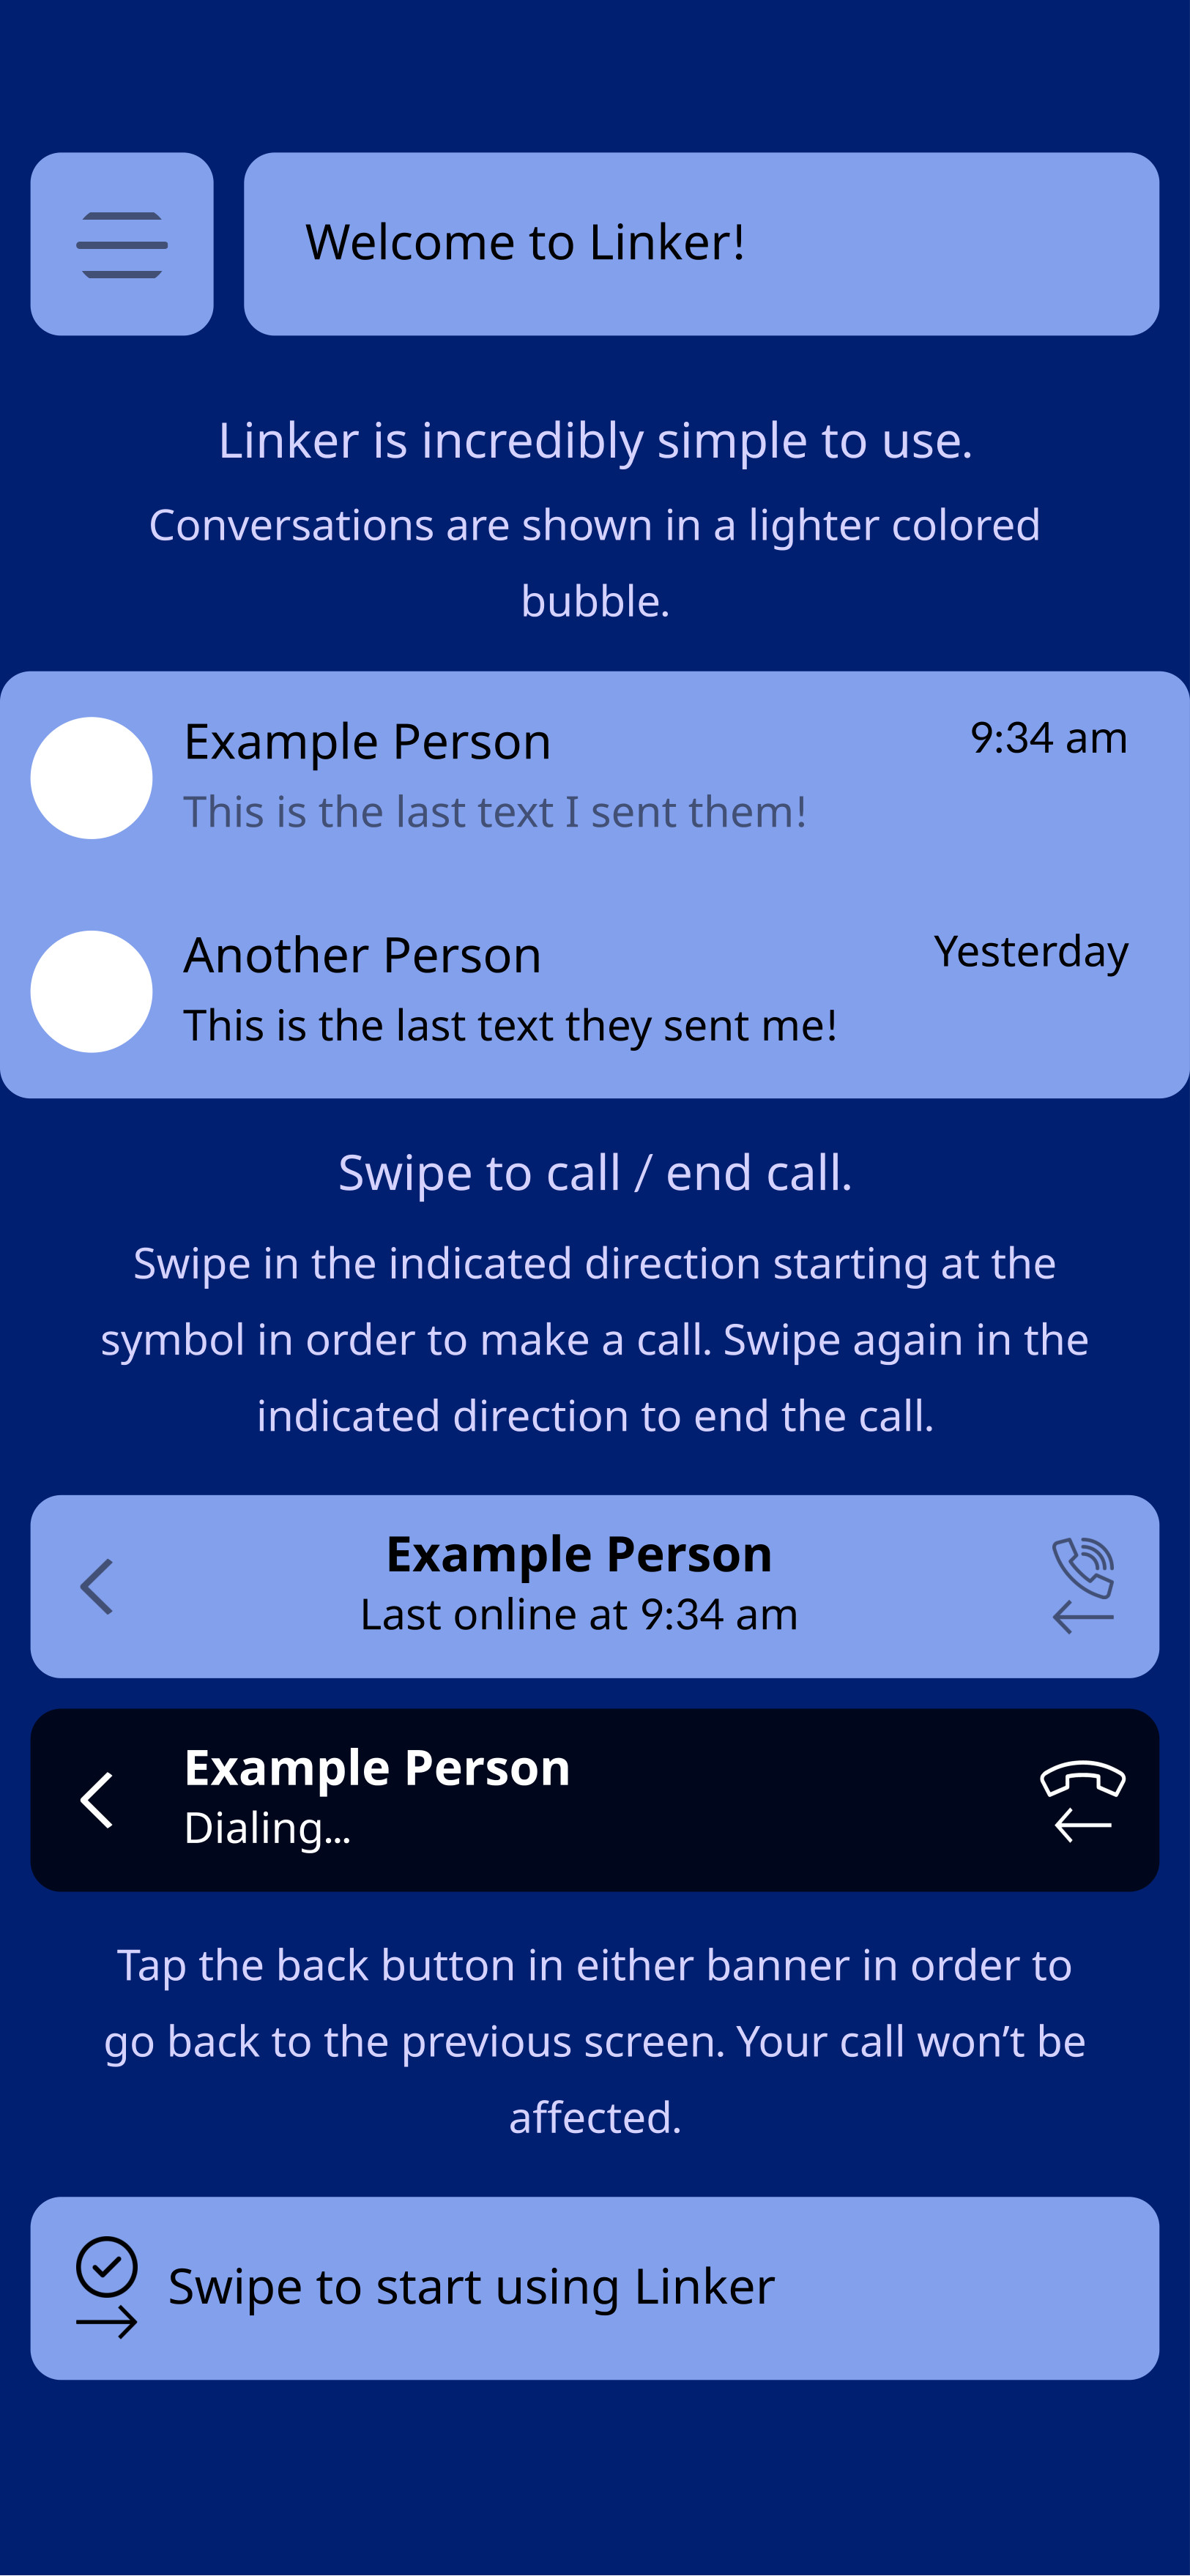 Welcome to Linker!
Linker is incredibly simple to use.
Conversations are shown in a lighter colored
bubble.
Example Person
9:34 am
This is the last text I sent them!
Another Person
Yesterday
This is the last text they sent me!
Swipe to call / end call.
Swipe in the indicated direction starting at the
symbol in order to make a call. Swipe again in the
indicated direction to end the call.
Example Person
Last online at 9:34 am
Example Person
Dialing...
Tap the back button in either banner in order to
go back to the previous screen. Your call won’t be
affected.
Swipe to start using Linker